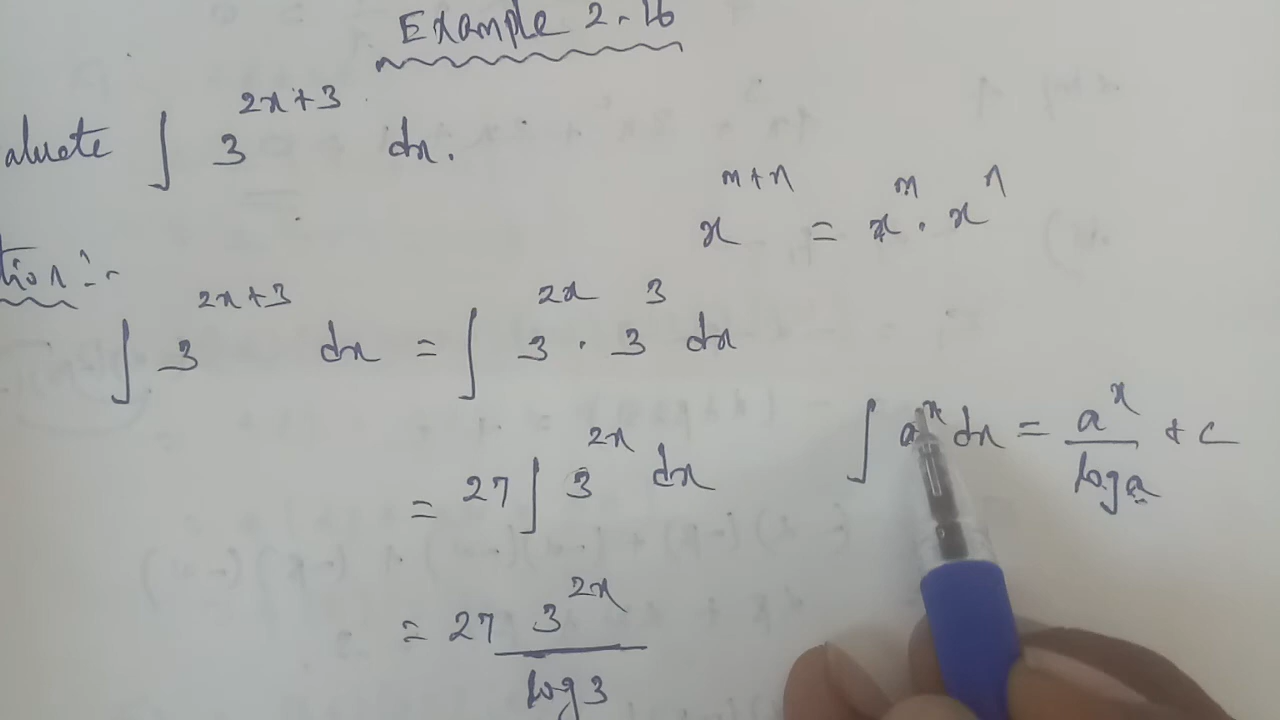 Example 2.16
aluate ∫ 3^{2x+3} dx.
x^{m+n} = x^m . x^n
tion:-
∫ 3^{2x+3} dx = ∫ 3^{2x} . 3^3 dx
= 27 ∫ 3^{2x} dx
∫ a^x dx = a^x / log a + c
= 27 3^{2x} / log 3